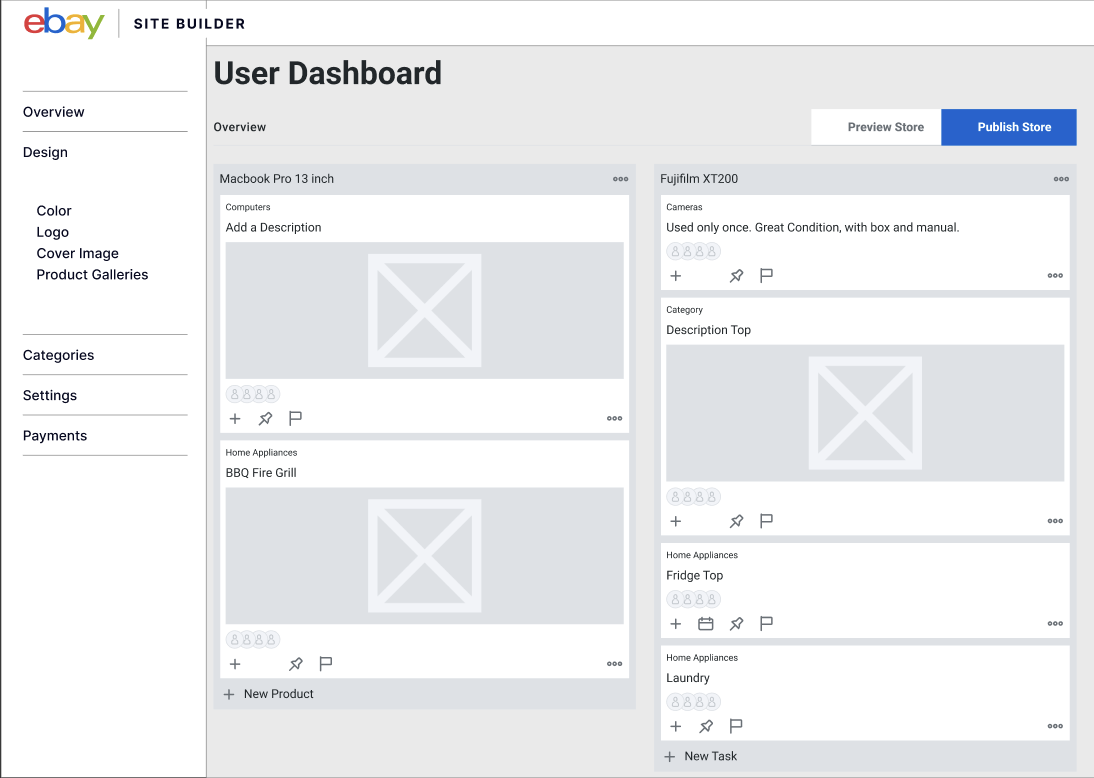 ebay SITE BUILDER
Overview
Design
Color
Logo
Cover Image
Product Galleries
Categories
Settings
Payments
User Dashboard
Overview
Preview Store
Publish Store
Macbook Pro 13 inch
Computers
Add a Description
Home Appliances
BBQ Fire Grill
New Product
Fujifilm XT200
Cameras
Used only once. Great Condition, with box and manual.
Category
Description Top
Home Appliances
Fridge Top
Home Appliances
Laundry
New Task